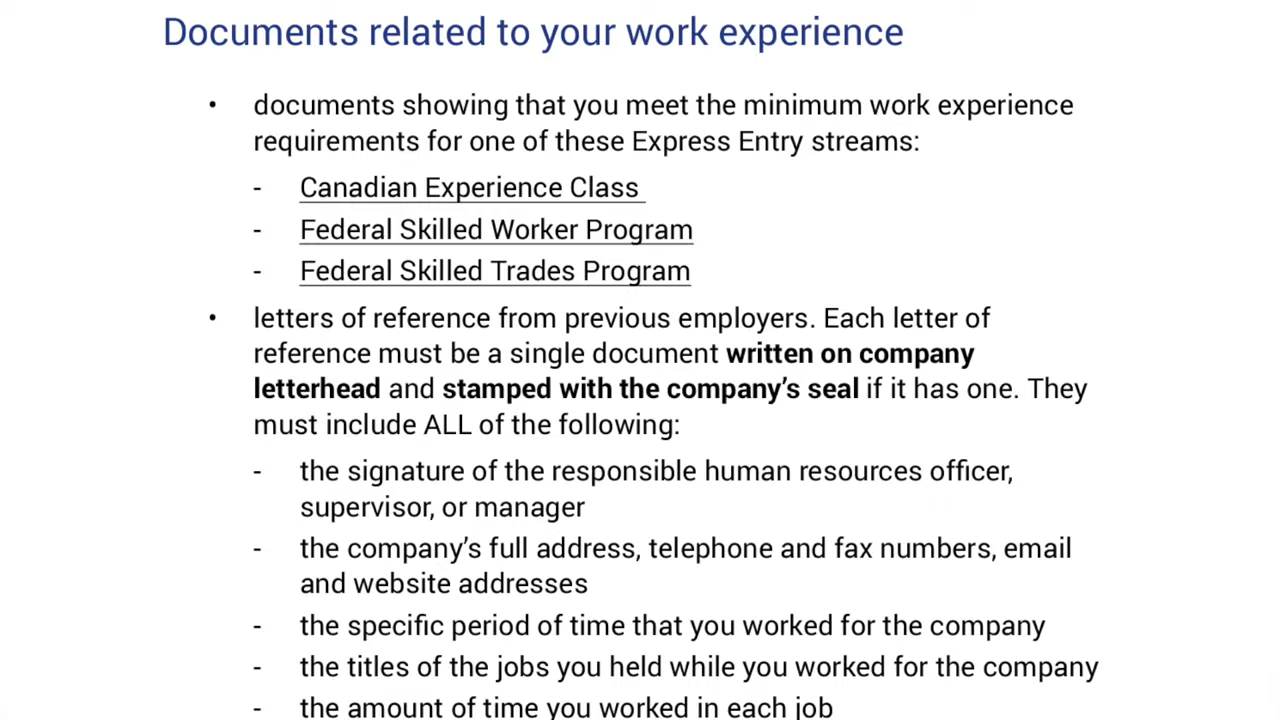 Documents related to your work experience
• documents showing that you meet the minimum work experience
requirements for one of these Express Entry streams:
- Canadian Experience Class
- Federal Skilled Worker Program
- Federal Skilled Trades Program
• letters of reference from previous employers. Each letter of
reference must be a single document written on company
letterhead and stamped with the company’s seal if it has one. They
must include ALL of the following:
- the signature of the responsible human resources officer,
supervisor, or manager
- the company’s full address, telephone and fax numbers, email
and website addresses
- the specific period of time that you worked for the company
- the titles of the jobs you held while you worked for the company
- the amount of time you worked in each job